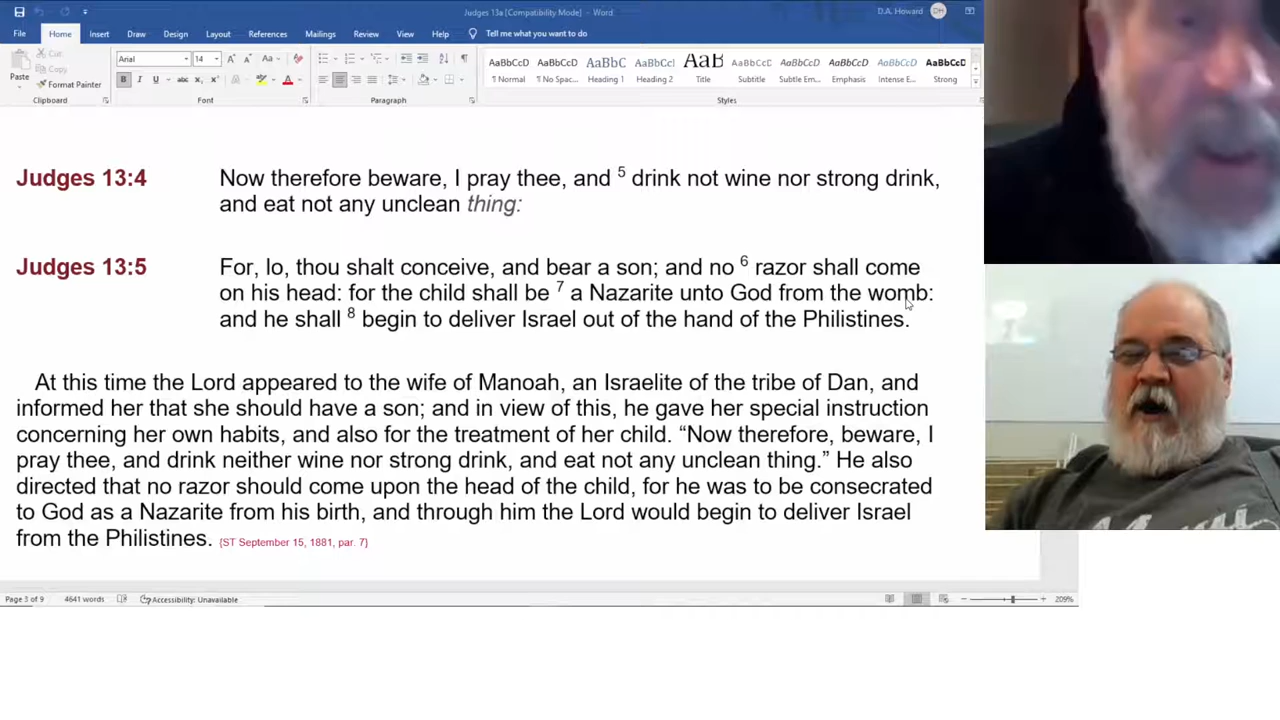 Judges 13a [Compatibility Mode] - Word
D.A. Howard
DH
File Home Insert Draw Design Layout References Mailings Review View Help Tell me what you want to do
Paste
Cut
Copy
Format Painter
Clipboard
Arial 14
Font
Paragraph
AaBbCcD AaBbCcD AaBbC AaBbCcI AaB AaBbCcD AaBbCcD AaBbCcD AaBbCcD AaBbCcD
¶ Normal ¶ No Spac... Heading 1 Heading 2 Title Subtitle Subtle Em... Emphasis Intense E... Strong
Styles
Judges 13:4 Now therefore beware, I pray thee, and 5 drink not wine nor strong drink,
and eat not any unclean thing:
Judges 13:5 For, lo, thou shalt conceive, and bear a son; and no 6 razor shall come
on his head: for the child shall be 7 a Nazarite unto God from the womb:
and he shall 8 begin to deliver Israel out of the hand of the Philistines.
At this time the Lord appeared to the wife of Manoah, an Israelite of the tribe of Dan, and
informed her that she should have a son; and in view of this, he gave her special instruction
concerning her own habits, and also for the treatment of her child. “Now therefore, beware, I
pray thee, and drink neither wine nor strong drink, and eat not any unclean thing.” He also
directed that no razor should come upon the head of the child, for he was to be consecrated
to God as a Nazarite from his birth, and through him the Lord would begin to deliver Israel
from the Philistines. {ST September 15, 1881, par. 7}
Page 3 of 9 4641 words Accessibility: Unavailable 209%